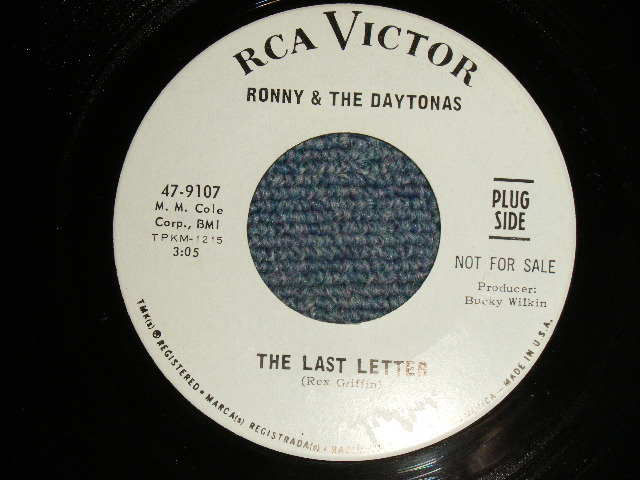 RCA VICTOR
RONNY & THE DAYTONAS
47-9107
M. M. Cole
Corp., BMI
TPKM-1215
3:05
PLUG
SIDE
NOT FOR SALE
Producer:
Bucky Wilkin
THE LAST LETTER
(Rex Griffin)
TMK(s) ® REGISTERED • MARCA(s) REGISTRADA(s) •
—MADE IN U.S.A.